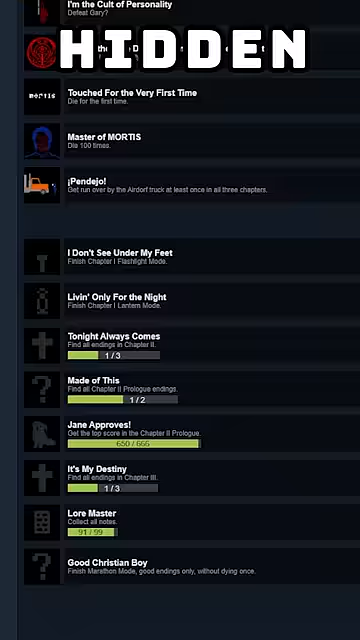 I'm the Cult of Personality
Defeat Gary?
HIDDEN
mortis
Touched For the Very First Time
Die for the first time.
Master of MORTIS
Die 100 times.
¡Pendejo!
Get run over by the Airdorf truck at least once in all three chapters.
I Don't See Under My Feet
Finish Chapter I Flashlight Mode.
Livin' Only For the Night
Finish Chapter I Lantern Mode.
Tonight Always Comes
Find all endings in Chapter II.
1 / 3
Made of This
Find all Chapter II Prologue endings.
1 / 2
Jane Approves!
Get the top score in the Chapter II Prologue.
650 / 666
It's My Destiny
Find all endings in Chapter III.
1 / 3
Lore Master
Collect all notes.
91 / 99
Good Christian Boy
Finish Marathon Mode, good endings only, without dying once.